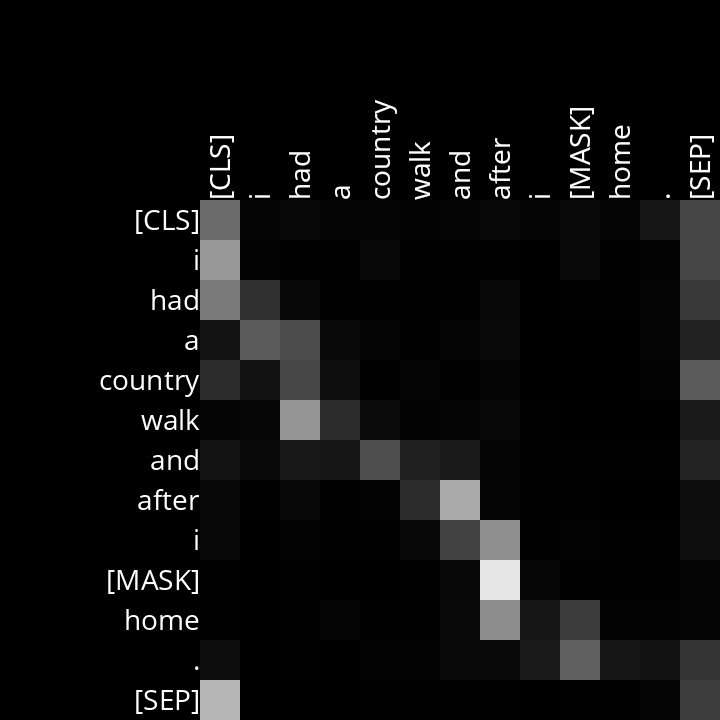 [CLS] i had a country walk and after i [MASK] home . [SEP]
[CLS]
i
had
a
country
walk
and
after
i
[MASK]
home
.
[SEP]